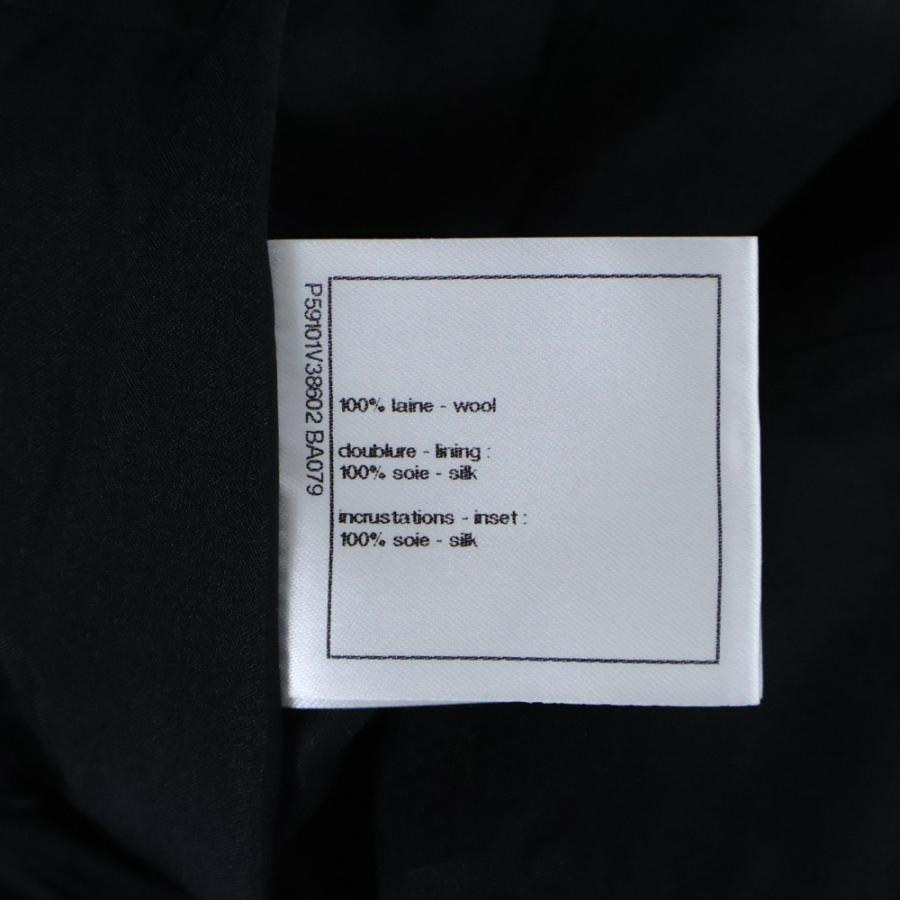 P59101V38602 BA079
100% laine - wool
doublure - lining :
100% soie - silk
incrustations - inset :
100% soie - silk